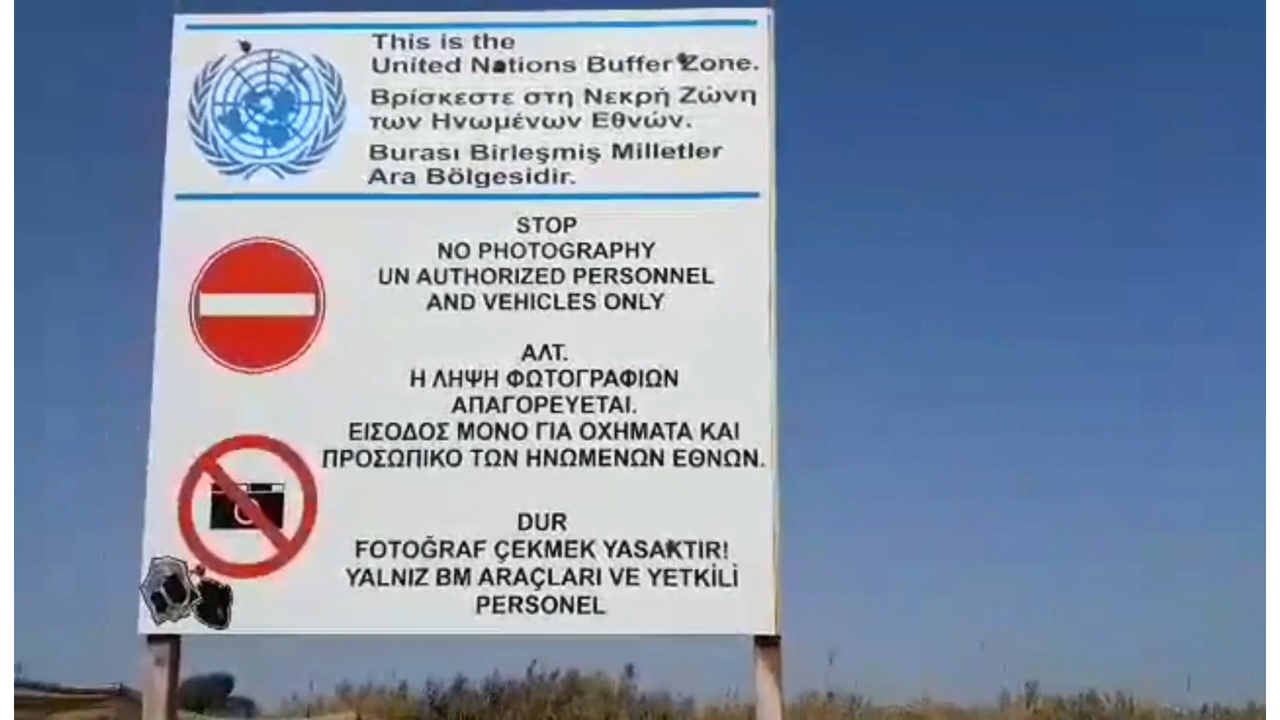 This is the
United Nations Buffer Zone.
Βρίσκεστε στη Νεκρή Ζώνη
των Ηνωμένων Εθνών.
Burası Birleşmiş Milletler
Ara Bölgesidir.
STOP
NO PHOTOGRAPHY
UN AUTHORIZED PERSONNEL
AND VEHICLES ONLY
ΑΛΤ.
Η ΛΗΨΗ ΦΩΤΟΓΡΑΦΙΩΝ
ΑΠΑΓΟΡΕΥΕΤΑΙ.
ΕΙΣΟΔΟΣ ΜΟΝΟ ΓΙΑ ΟΧΗΜΑΤΑ ΚΑΙ
ΠΡΟΣΩΠΙΚΟ ΤΩΝ ΗΝΩΜΕΝΩΝ ΕΘΝΩΝ.
DUR
FOTOĞRAF ÇEKMEK YASAKTIR!
YALNIZ BM ARAÇLARI VE YETKİLİ
PERSONEL